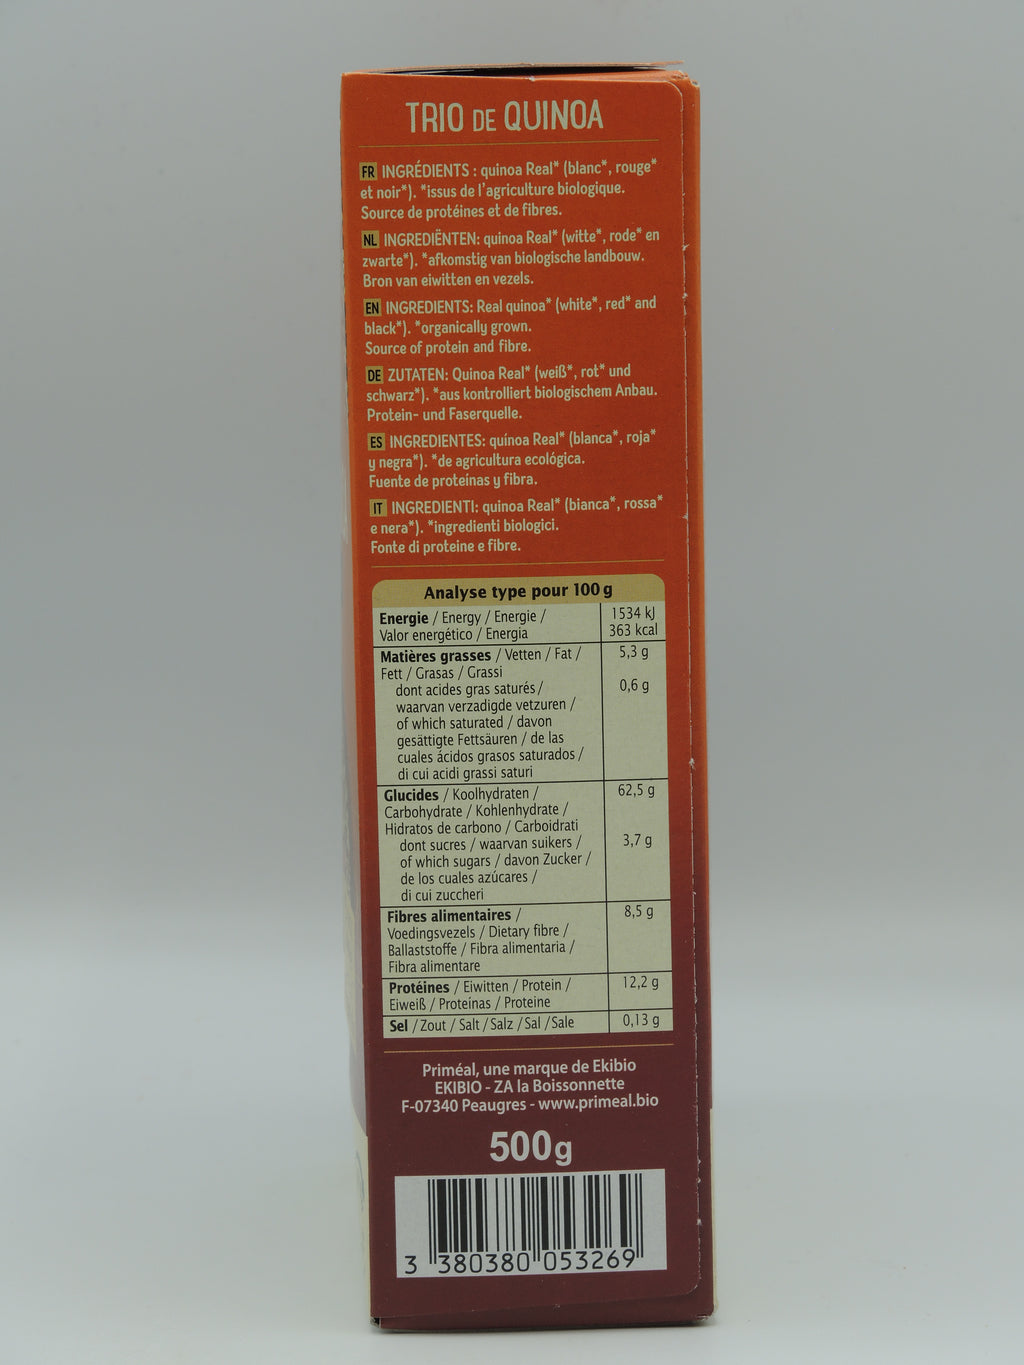 TRIO DE QUINOA
FR INGRÉDIENTS : quinoa Real* (blanc*, rouge*
et noir*). *issus de l'agriculture biologique.
Source de protéines et de fibres.
NL INGREDIËNTEN: quinoa Real* (witte*, rode* en
zwarte*). *afkomstig van biologische landbouw.
Bron van eiwitten en vezels.
EN INGREDIENTS: Real quinoa* (white*, red* and
black*). *organically grown.
Source of protein and fibre.
DE ZUTATEN: Quinoa Real* (weiß*, rot* und
schwarz*). *aus kontrolliert biologischem Anbau.
Protein- und Faserquelle.
ES INGREDIENTES: quínoa Real* (blanca*, roja*
y negra*). *de agricultura ecológica.
Fuente de proteínas y fibra.
IT INGREDIENTI: quinoa Real* (bianca*, rossa*
e nera*). *ingredienti biologici.
Fonte di proteine e fibre.
Analyse type pour 100 g
Energie / Energy / Energie / 1534 kJ
Valor energético / Energia 363 kcal
Matières grasses / Vetten / Fat / 5,3 g
Fett / Grasas / Grassi
dont acides gras saturés / 0,6 g
waarvan verzadigde vetzuren /
of which saturated / davon
gesättigte Fettsäuren / de las
cuales ácidos grasos saturados /
di cui acidi grassi saturi
Glucides / Koolhydraten / 62,5 g
Carbohydrate / Kohlenhydrate /
Hidratos de carbono / Carboidrati
dont sucres / waarvan suikers / 3,7 g
of which sugars / davon Zucker /
de los cuales azúcares /
di cui zuccheri
Fibres alimentaires / 8,5 g
Voedingsvezels / Dietary fibre /
Ballaststoffe / Fibra alimentaria /
Fibra alimentare
Protéines / Eiwitten / Protein / 12,2 g
Eiweiß / Proteínas / Proteine
Sel / Zout / Salt / Salz / Sal / Sale 0,13 g
Priméal, une marque de Ekibio
EKIBIO - ZA la Boissonnette
F-07340 Peaugres - www.primeal.bio
500g
3 380380 053269